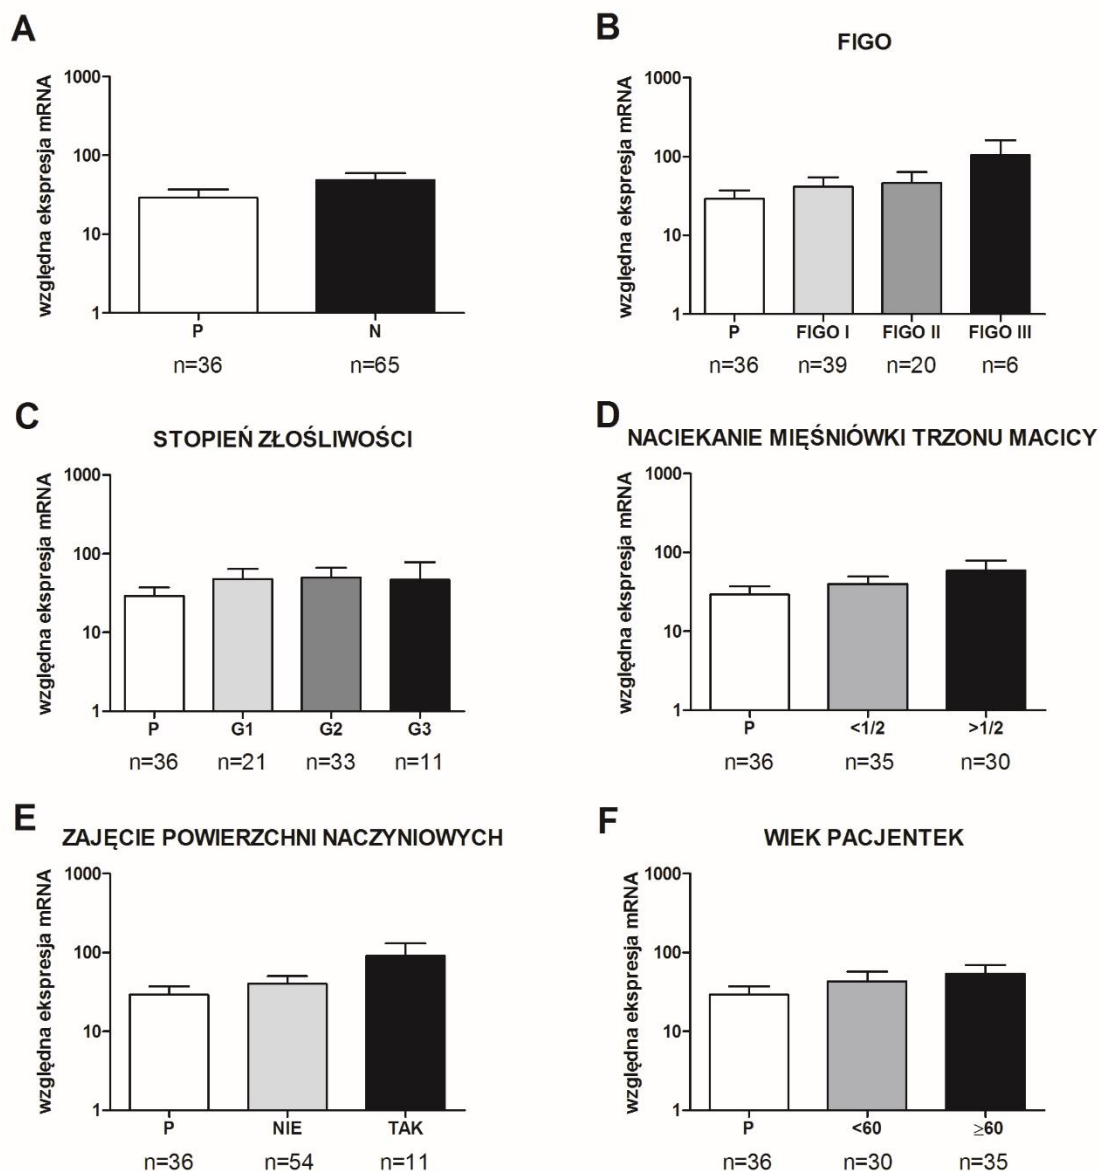 A
względna ekspresja mRNA
1000
100
10
1
P N
n=36 n=65
B
FIGO
względna ekspresja mRNA
1000
100
10
1
P FIGO I FIGO II FIGO III
n=36 n=39 n=20 n=6
C
STOPIEŃ ZŁOŚLIWOŚCI
względna ekspresja mRNA
1000
100
10
1
P G1 G2 G3
n=36 n=21 n=33 n=11
D
NACIEKANIE MIĘŚNIÓWKI TRZONU MACICY
względna ekspresja mRNA
1000
100
10
1
P <1/2 >1/2
n=36 n=35 n=30
E
ZAJĘCIE POWIERZCHNI NACZYNIOWYCH
względna ekspresja mRNA
1000
100
10
1
P NIE TAK
n=36 n=54 n=11
F
WIEK PACJENTEK
względna ekspresja mRNA
1000
100
10
1
P <60 ≥60
n=36 n=30 n=35